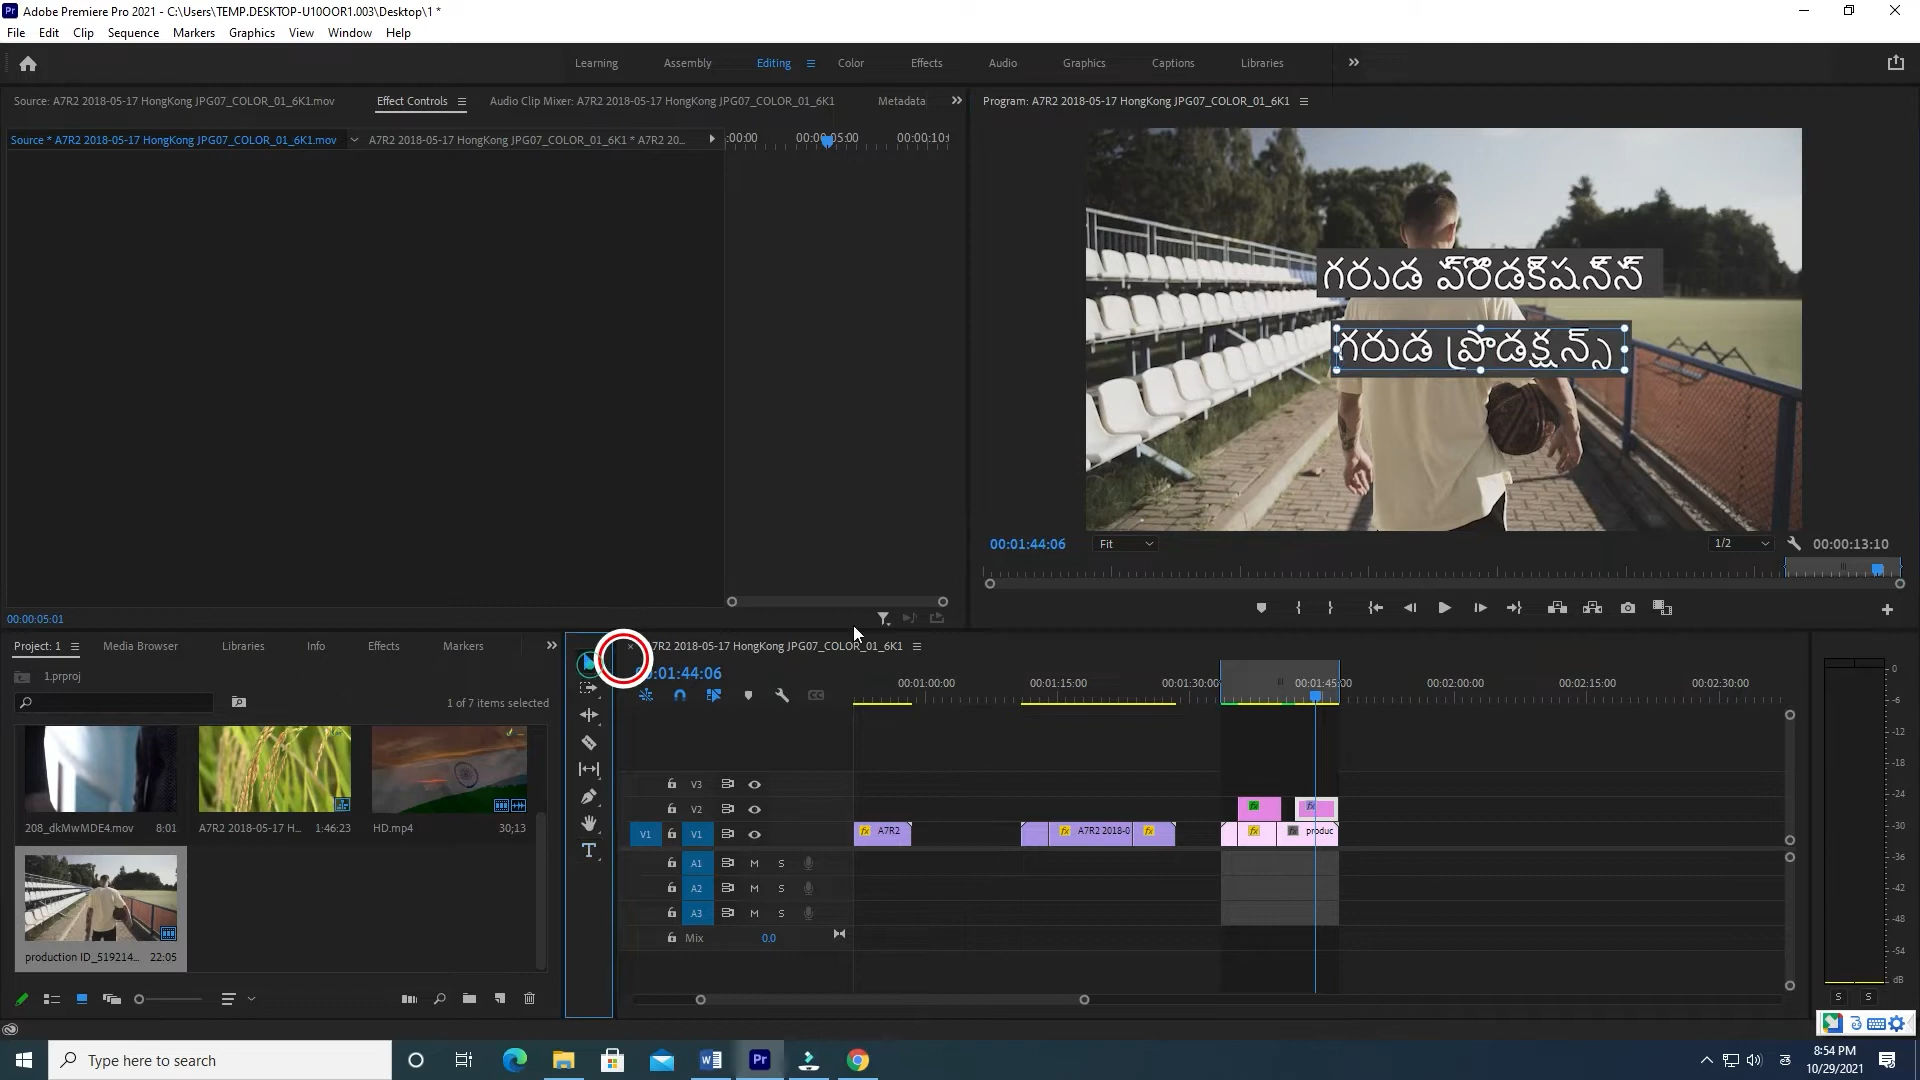 Adobe Premiere Pro 2021 - C:\Users\TEMP.DESKTOP-U10OOR1.003\Desktop\1 *
File Edit Clip Sequence Markers Graphics View Window Help
Learning Assembly Editing Color Effects Audio Graphics Captions Libraries
Source: A7R2 2018-05-17 HongKong JPG07_COLOR_01_6K1.mov Effect Controls Audio Clip Mixer: A7R2 2018-05-17 HongKong JPG07_COLOR_01_6K1 Metadata
Program: A7R2 2018-05-17 HongKong JPG07_COLOR_01_6K1
Source * A7R2 2018-05-17 HongKong JPG07_COLOR_01_6K1.mov A7R2 2018-05-17 HongKong JPG07_COLOR_01_6K1 * A7R2 20... :00:00 00:00:05:00 00:00:10:
గరుడ ప్‌రొడక్‌షన్‌స్
గరుడ ప్రొడక్షన్స్
00:01:44:06 Fit 1/2 00:00:13:10
00:00:05:01
Project: 1 Media Browser Libraries Info Effects Markers
1.prproj
1 of 7 items selected
208_dkMwMDE4.mov 8:01 A7R2 2018-05-17 H... 1:46:23 HD.mp4 30;13
production ID_519214... 22:05
A7R2 2018-05-17 HongKong JPG07_COLOR_01_6K1
00:01:44:06
00:01:00:00 00:01:15:00 00:01:30:00 00:01:45:00 00:02:00:00 00:02:15:00 00:02:30:00
V3
V2 fx fx
V1 V1 fx A7R2 fx A7R2 2018-0 fx fx fx produc
A1 M S
A2 M S
A3 M S
Mix 0.0
0
-6
-12
-18
-24
-30
-36
-42
-48
-54
dB
S S
Type here to search
8:54 PM
10/29/2021